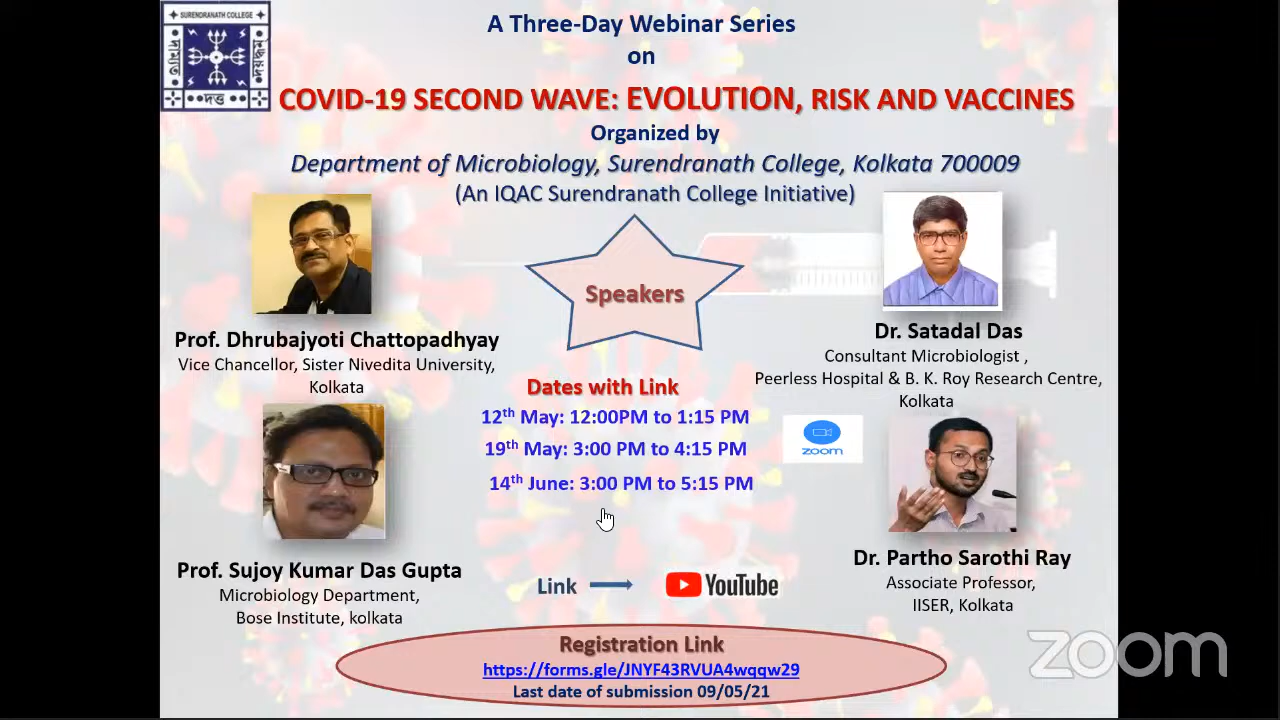 SURENDRANATH COLLEGE
দত্ত
A Three-Day Webinar Series
on
COVID-19 SECOND WAVE: EVOLUTION, RISK AND VACCINES
Organized by
Department of Microbiology, Surendranath College, Kolkata 700009
(An IQAC Surendranath College Initiative)
Speakers
Prof. Dhrubajyoti Chattopadhyay
Vice Chancellor, Sister Nivedita University,
Kolkata
Dr. Satadal Das
Consultant Microbiologist ,
Peerless Hospital & B. K. Roy Research Centre,
Kolkata
Dates with Link
12th May: 12:00PM to 1:15 PM
19th May: 3:00 PM to 4:15 PM
14th June: 3:00 PM to 5:15 PM
zoom
Prof. Sujoy Kumar Das Gupta
Microbiology Department,
Bose Institute, kolkata
Dr. Partho Sarothi Ray
Associate Professor,
IISER, Kolkata
Link
YouTube
Registration Link
https://forms.gle/JNYF43RVUA4wqqw29
Last date of submission 09/05/21
zoom